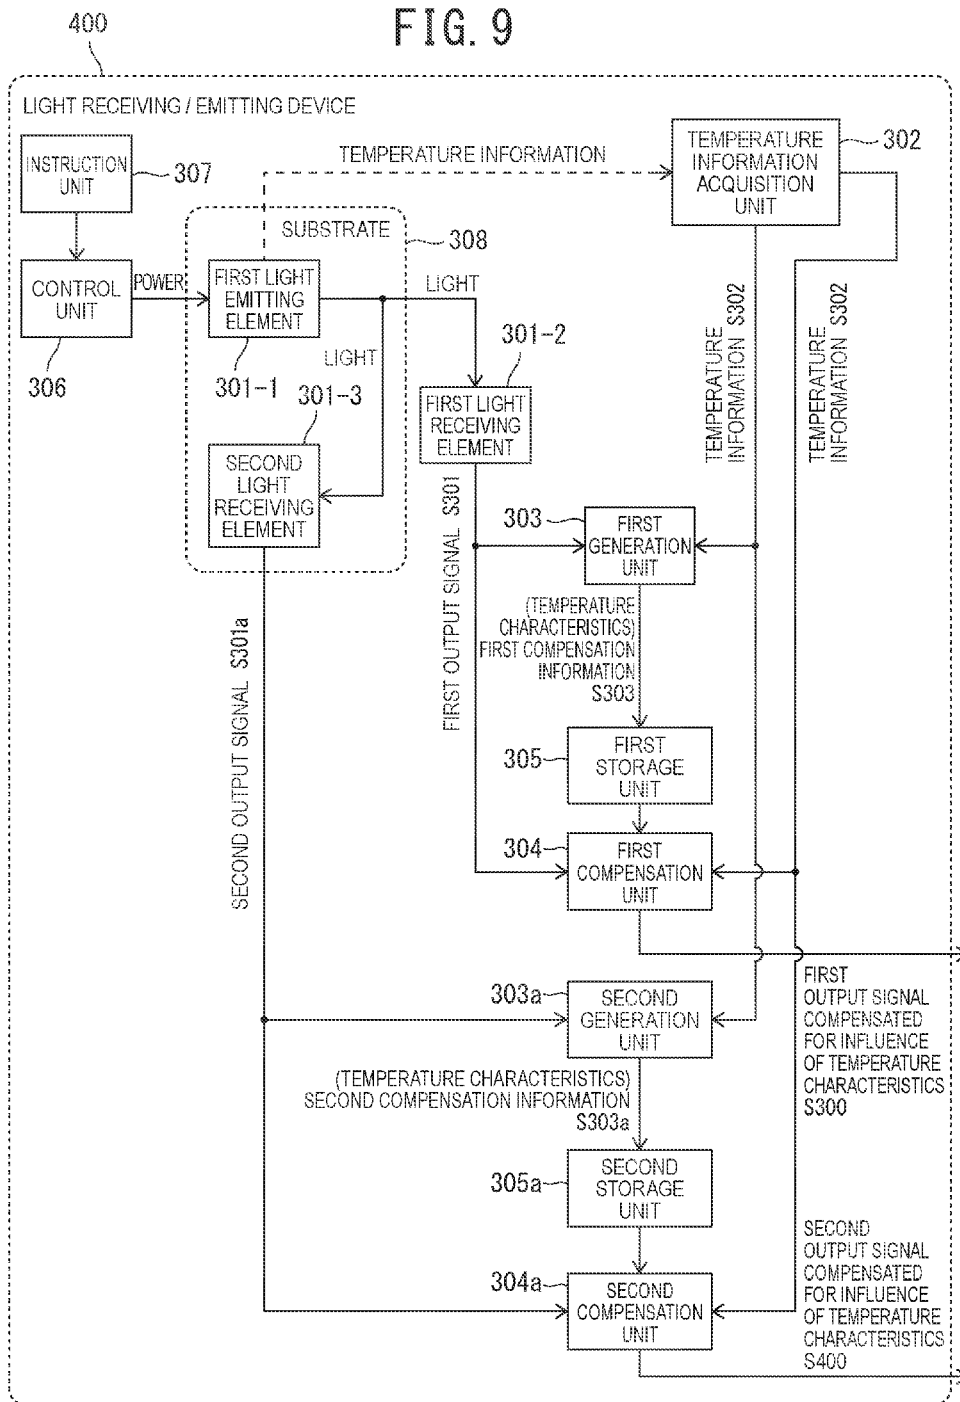 FIG. 9
400
LIGHT RECEIVING / EMITTING DEVICE
INSTRUCTION
UNIT
307
TEMPERATURE INFORMATION
TEMPERATURE
INFORMATION
ACQUISITION
UNIT
302
SUBSTRATE
308
CONTROL
UNIT
306
POWER
FIRST LIGHT
EMITTING
ELEMENT
301-1
LIGHT
LIGHT
301-2
FIRST LIGHT
RECEIVING
ELEMENT
301-3
SECOND
LIGHT
RECEIVING
ELEMENT
TEMPERATURE
INFORMATION S302
TEMPERATURE
INFORMATION S302
FIRST OUTPUT SIGNAL S301
SECOND OUTPUT SIGNAL S301a
303
FIRST
GENERATION
UNIT
(TEMPERATURE
CHARACTERISTICS)
FIRST COMPENSATION
INFORMATION
S303
305
FIRST
STORAGE
UNIT
304
FIRST
COMPENSATION
UNIT
FIRST
OUTPUT SIGNAL
COMPENSATED
FOR INFLUENCE
OF TEMPERATURE
CHARACTERISTICS
S300
303a
SECOND
GENERATION
UNIT
(TEMPERATURE CHARACTERISTICS)
SECOND COMPENSATION INFORMATION
S303a
305a
SECOND
STORAGE
UNIT
304a
SECOND
COMPENSATION
UNIT
SECOND
OUTPUT SIGNAL
COMPENSATED
FOR INFLUENCE
OF TEMPERATURE
CHARACTERISTICS
S400